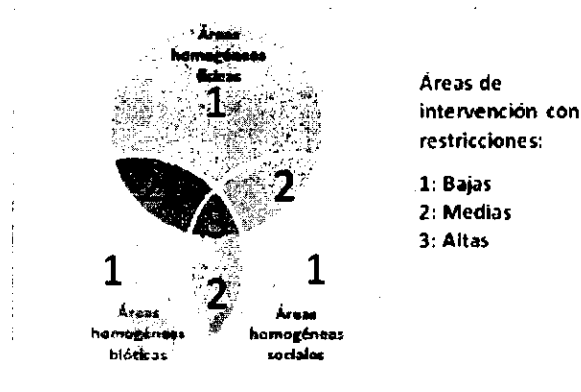 Áreas
homogéneas
físicas
1
2
1
1
2
Áreas
homogéneas
bióticas
Áreas
homogéneas
sociales
Áreas de
intervención con
restricciones:
1: Bajas
2: Medias
3: Altas